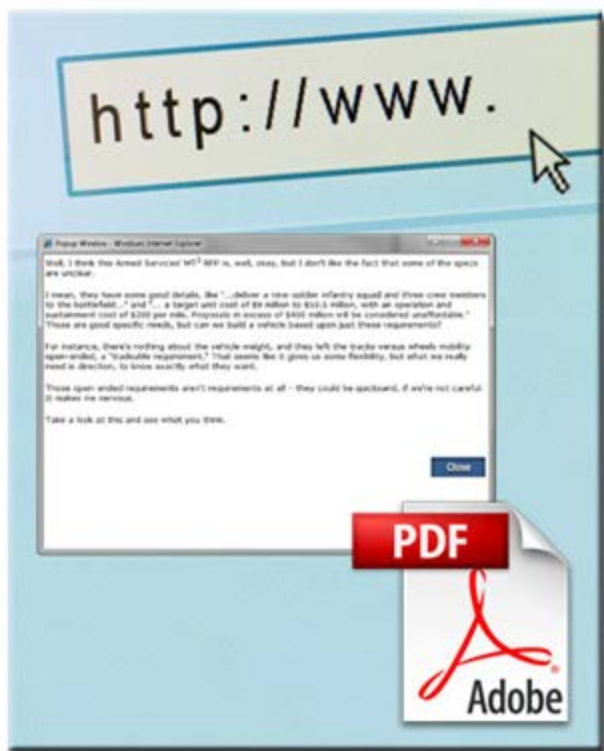 http://www.
Popup Window - Windows Internet Explorer
Well, I think this Armed Services' MT² RFP is, well, okay, but I don't like the fact that some of the specs
are unclear.
I mean, they have some good details, like "...deliver a nine-soldier infantry squad and three crew members
to the battlefield..." and "... a target unit cost of $9 million to $10.5 million, with an operation and
sustainment cost of $200 per mile. Proposals in excess of $400 million will be considered unaffordable."
Those are good specific needs, but can we build a vehicle based upon just these requirements?
For instance, there's nothing about the vehicle weight, and they left the tracks versus wheels mobility
open-ended, a "tradeable requirement." That seems like it gives us some flexibility, but what we really
need is direction, to know exactly what they want.
Those open-ended requirements aren't requirements at all - they could be quicksand, if we're not careful.
It makes me nervous.
Take a look at this and see what you think.
Close
PDF
Adobe